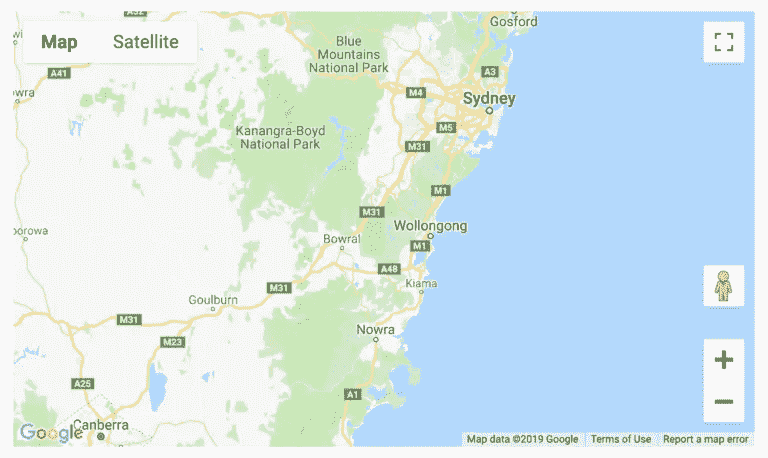 A32
Gosford
Map
Satellite
wi
Blue
Mountains
National Park
A41
A3
wra
M4
Sydney
M5
Kanangra-Boyd
National Park
M31
M1
M31
Wollongong
orowa
Bowral
M1
A48
Kiama
M31
Goulburn
M31
Nowra
M23
A25
A1
Canberra
Google
Map data ©2019 Google
Terms of Use
Report a map error